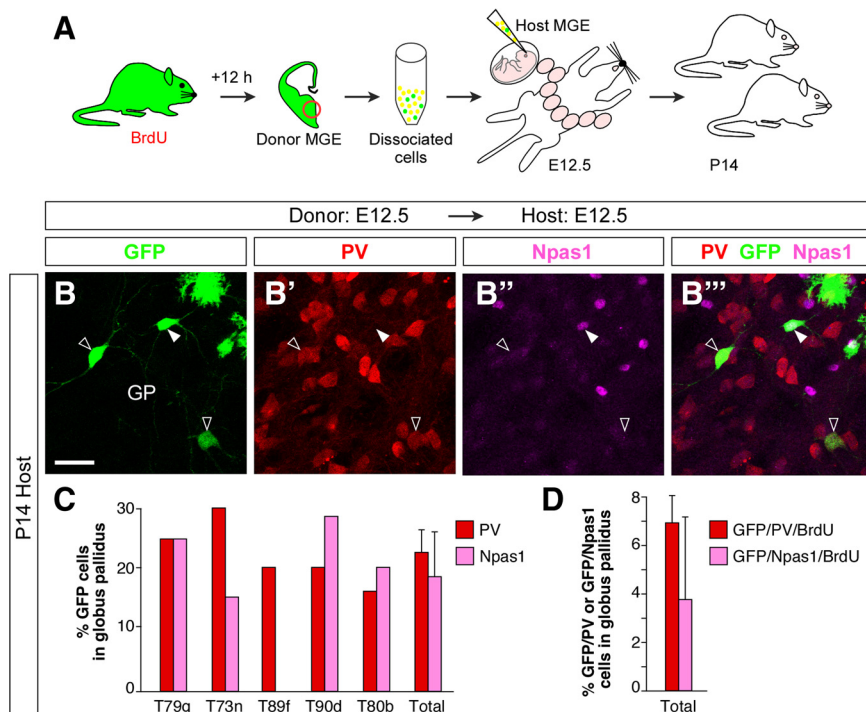 A
+12 h
Host MGE
BrdU
Donor MGE
Dissociated
cells
E12.5
P14
Donor: E12.5 → Host: E12.5
GFP
PV
Npas1
PV GFP Npas1
P14 Host
B
B'
B''
B'''
GP
C
% GFP cells
in globus pallidus
30
20
10
0
PV
Npas1
T79g T73n T89f T90d T80b Total
D
% GFP/PV or GFP/Npas1
cells in globus pallidus
8
6
4
2
0
GFP/PV/BrdU
GFP/Npas1/BrdU
Total